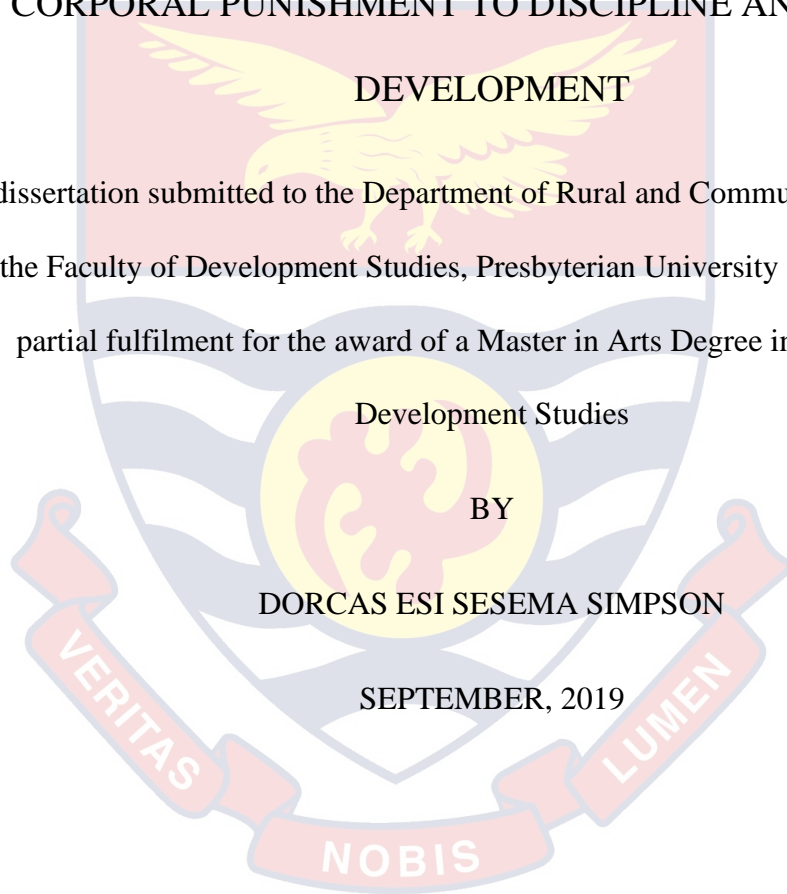 CORPORAL PUNISHMENT TO DISCIPLINE AN
DEVELOPMENT
dissertation submitted to the Department of Rural and Commu
the Faculty of Development Studies, Presbyterian University
partial fulfilment for the award of a Master in Arts Degree in
Development Studies
BY
DORCAS ESI SESEMA SIMPSON
SEPTEMBER, 2019
VERITAS
NOBIS
LUMEN